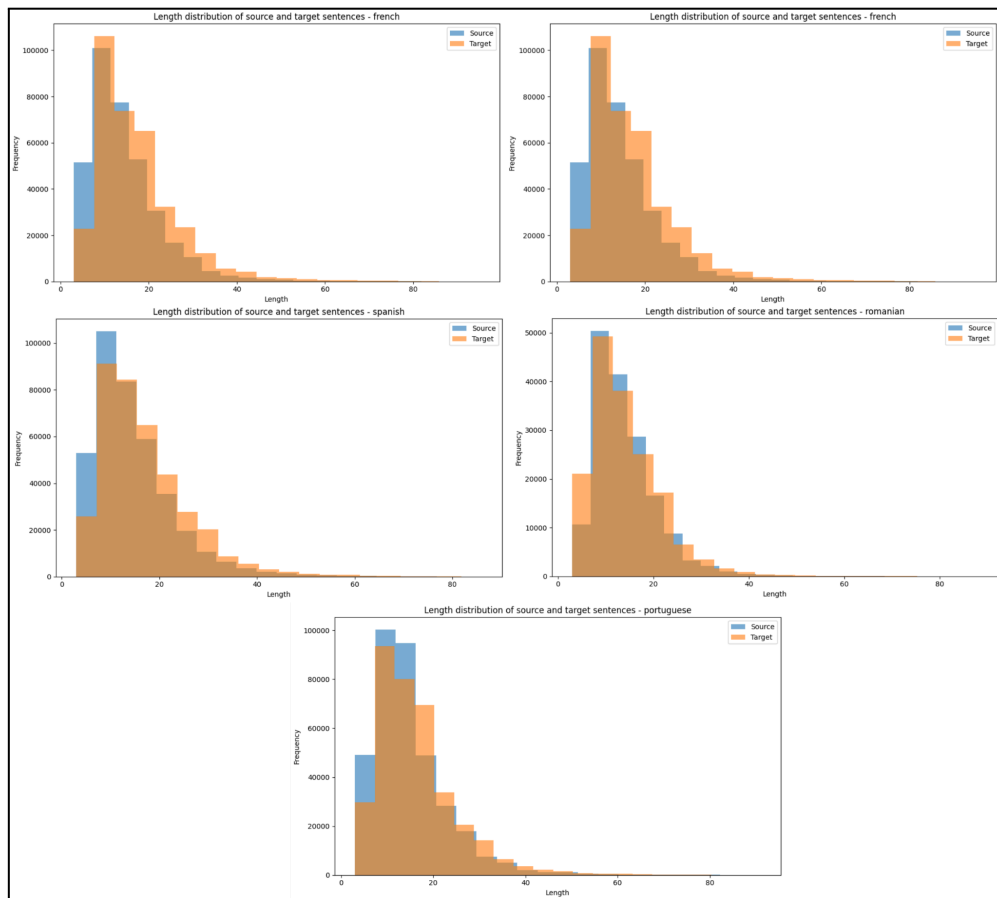 Length distribution of source and target sentences - french
Source
Target
100000
80000
60000
40000
20000
0
Frequency
0 20 40 60 80
Length
Length distribution of source and target sentences - french
Source
Target
100000
80000
60000
40000
20000
0
Frequency
0 20 40 60 80
Length
Length distribution of source and target sentences - spanish
Source
Target
100000
80000
60000
40000
20000
0
Frequency
0 20 40 60 80
Length
Length distribution of source and target sentences - romanian
Source
Target
50000
40000
30000
20000
10000
0
Frequency
0 20 40 60 80
Length
Length distribution of source and target sentences - portuguese
Source
Target
100000
80000
60000
40000
20000
0
Frequency
0 20 40 60 80
Length